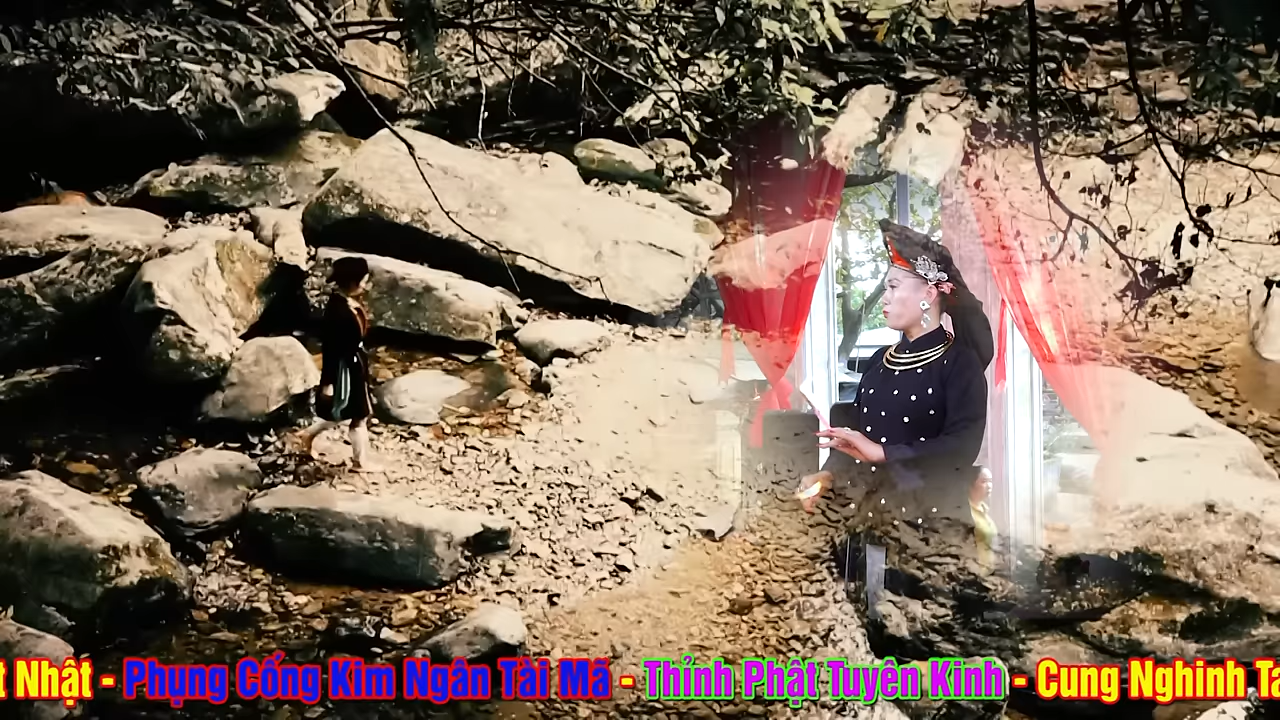 Nhật - Phụng Cống Kim Ngân Tài Mã - Thỉnh Phật Tuyên Kinh - Cung Nghinh